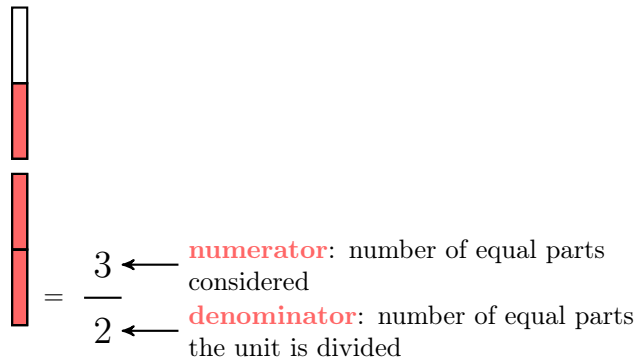 numerator: number of equal parts
considered
= 3/2
denominator: number of equal parts
the unit is divided